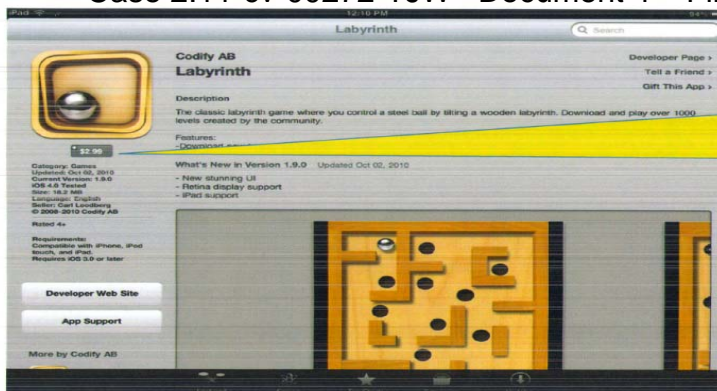 iPad
12:10 PM
Labyrinth
Search
Codify AB
Labyrinth
Developer Page >
Tell a Friend >
Gift This App >
Description
The classic labyrinth game where you control a steel ball by tilting a wooden labyrinth. Download and play over 1000
levels created by the community.
Features:
$2.99
What's New in Version 1.9.0 Updated Oct 02, 2010
- New stunning UI
- Retina display support
- iPad support
Category: Games
Updated: Oct 02, 2010
Current Version: 1.9.0
iOS 4.0 Tested
Size: 18.2 MB
Language: English
Seller: Carl Loodberg
© 2008-2010 Codify AB
Rated 4+
Requirements:
Compatible with iPhone, iPod
touch, and iPad.
Requires iOS 3.0 or later
Developer Web Site
App Support
More by Codify AB